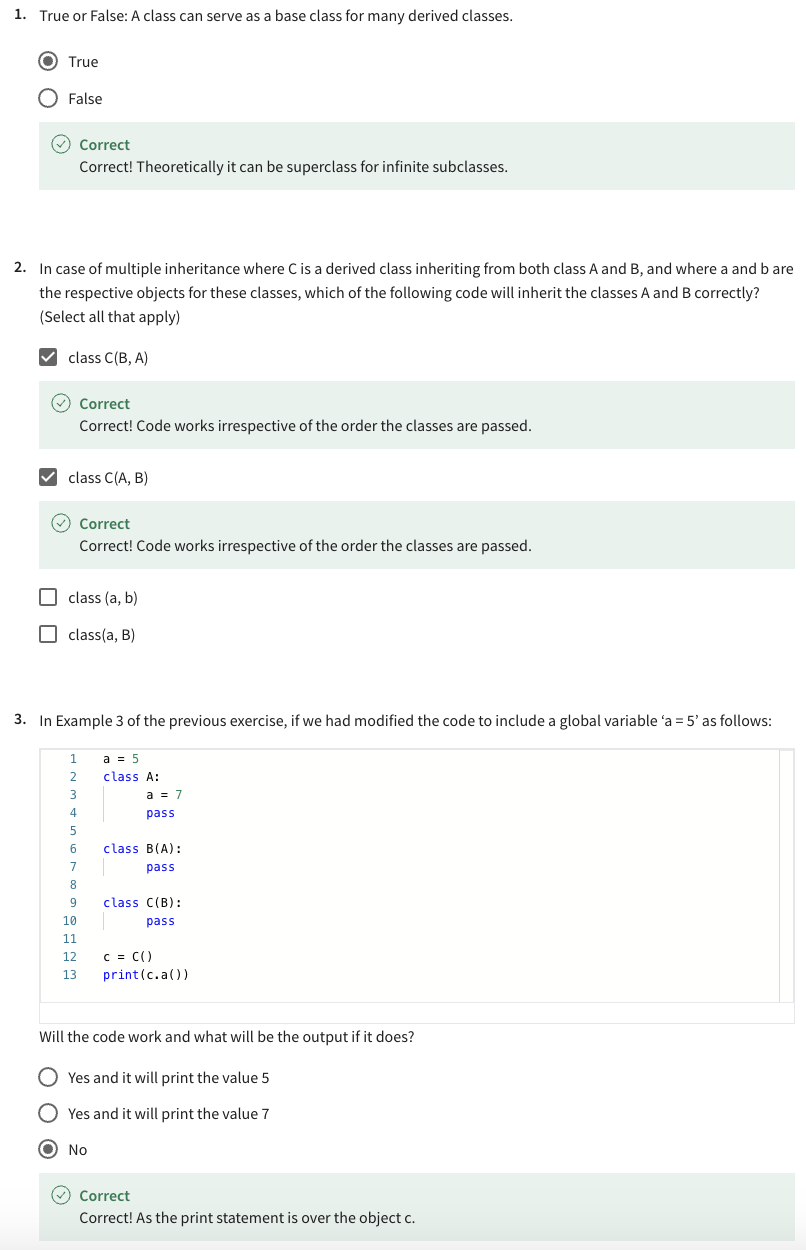 1. True or False: A class can serve as a base class for many derived classes.
True
False
Correct
Correct! Theoretically it can be superclass for infinite subclasses.
2. In case of multiple inheritance where C is a derived class inheriting from both class A and B, and where a and b are
the respective objects for these classes, which of the following code will inherit the classes A and B correctly?
(Select all that apply)
class C(B, A)
Correct
Correct! Code works irrespective of the order the classes are passed.
class C(A, B)
Correct
Correct! Code works irrespective of the order the classes are passed.
class (a, b)
class(a, B)
3. In Example 3 of the previous exercise, if we had modified the code to include a global variable ‘a = 5’ as follows:
1 a = 5
2 class A:
3 a = 7
4 pass
5
6 class B(A):
7 pass
8
9 class C(B):
10 pass
11
12 c = C()
13 print(c.a())
Will the code work and what will be the output if it does?
Yes and it will print the value 5
Yes and it will print the value 7
No
Correct
Correct! As the print statement is over the object c.